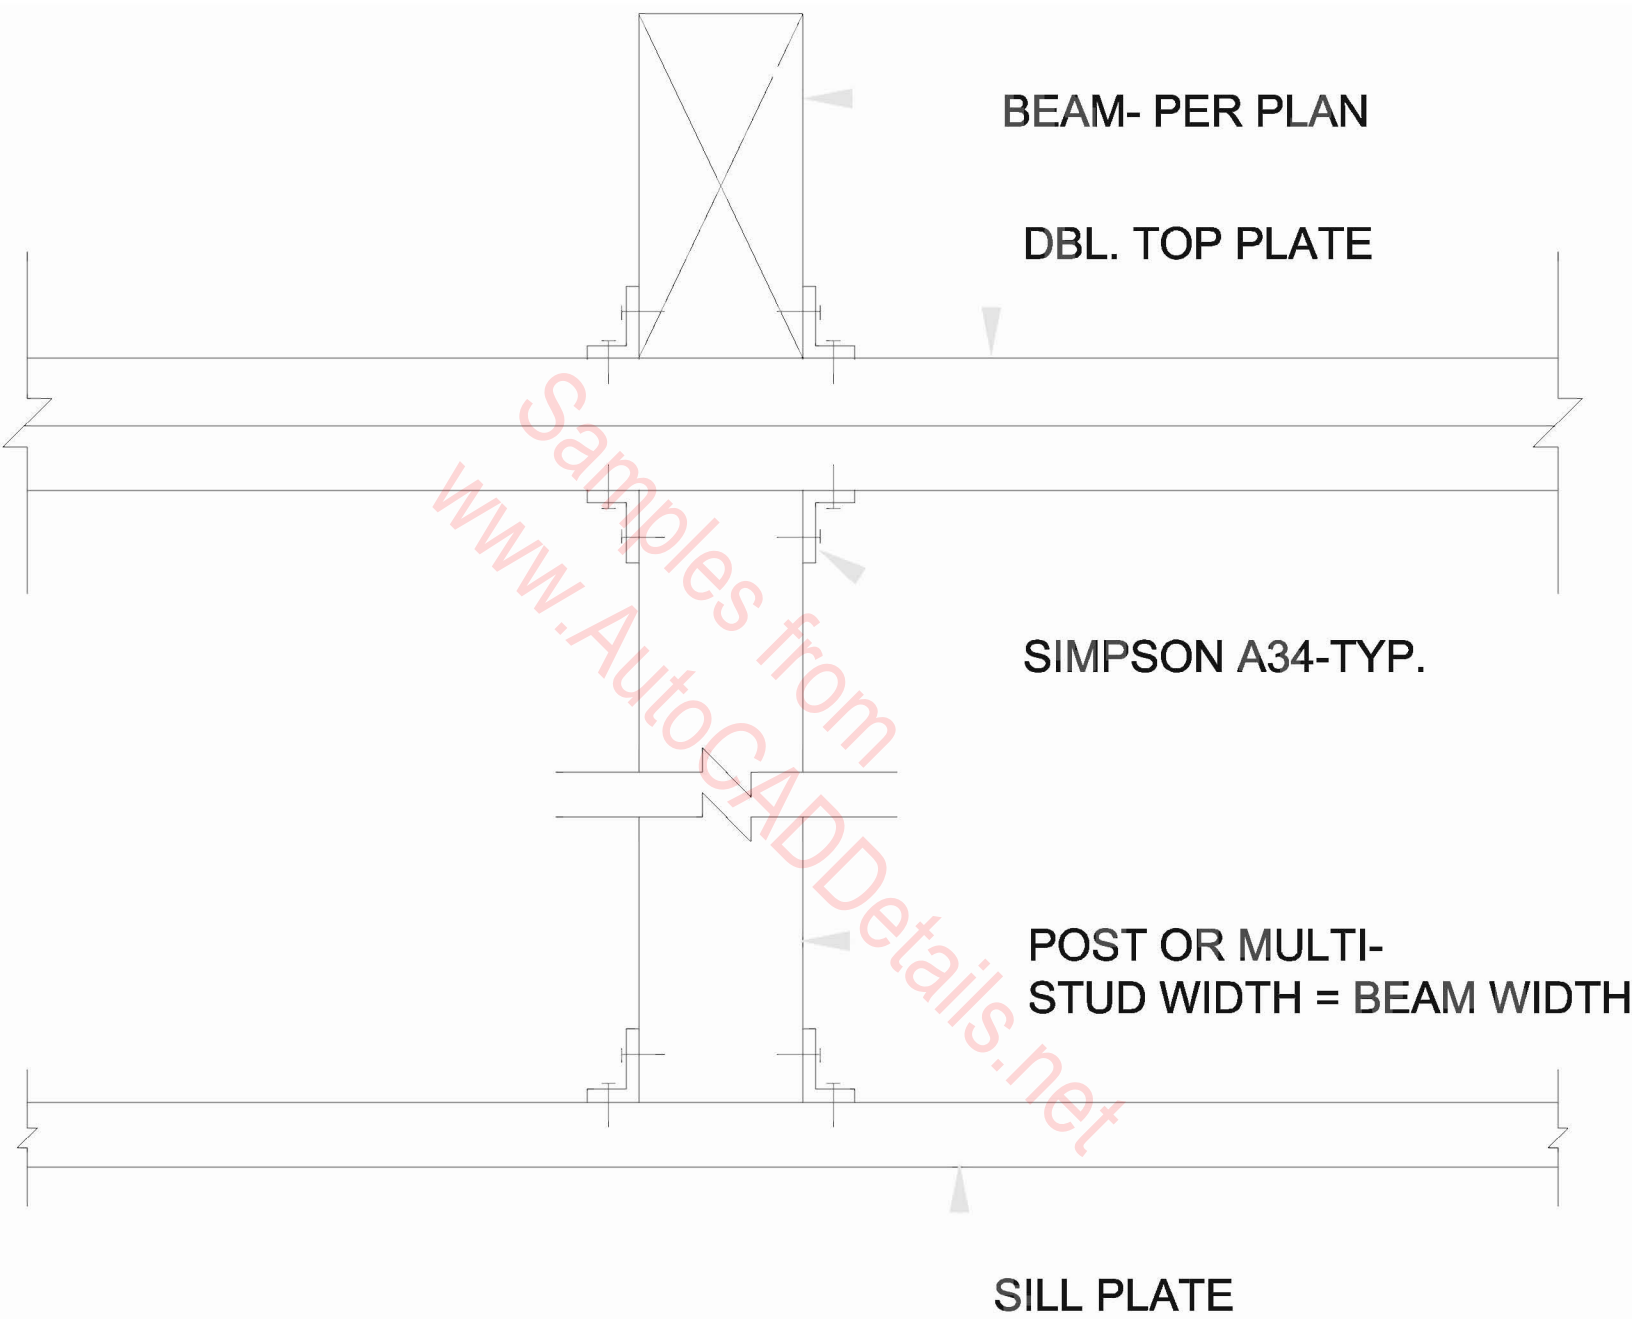 BEAM- PER PLAN
DBL. TOP PLATE
Samples from
www.AutoCADDetails.net
SIMPSON A34-TYP.
POST OR MULTI-
STUD WIDTH = BEAM WIDTH
SILL PLATE